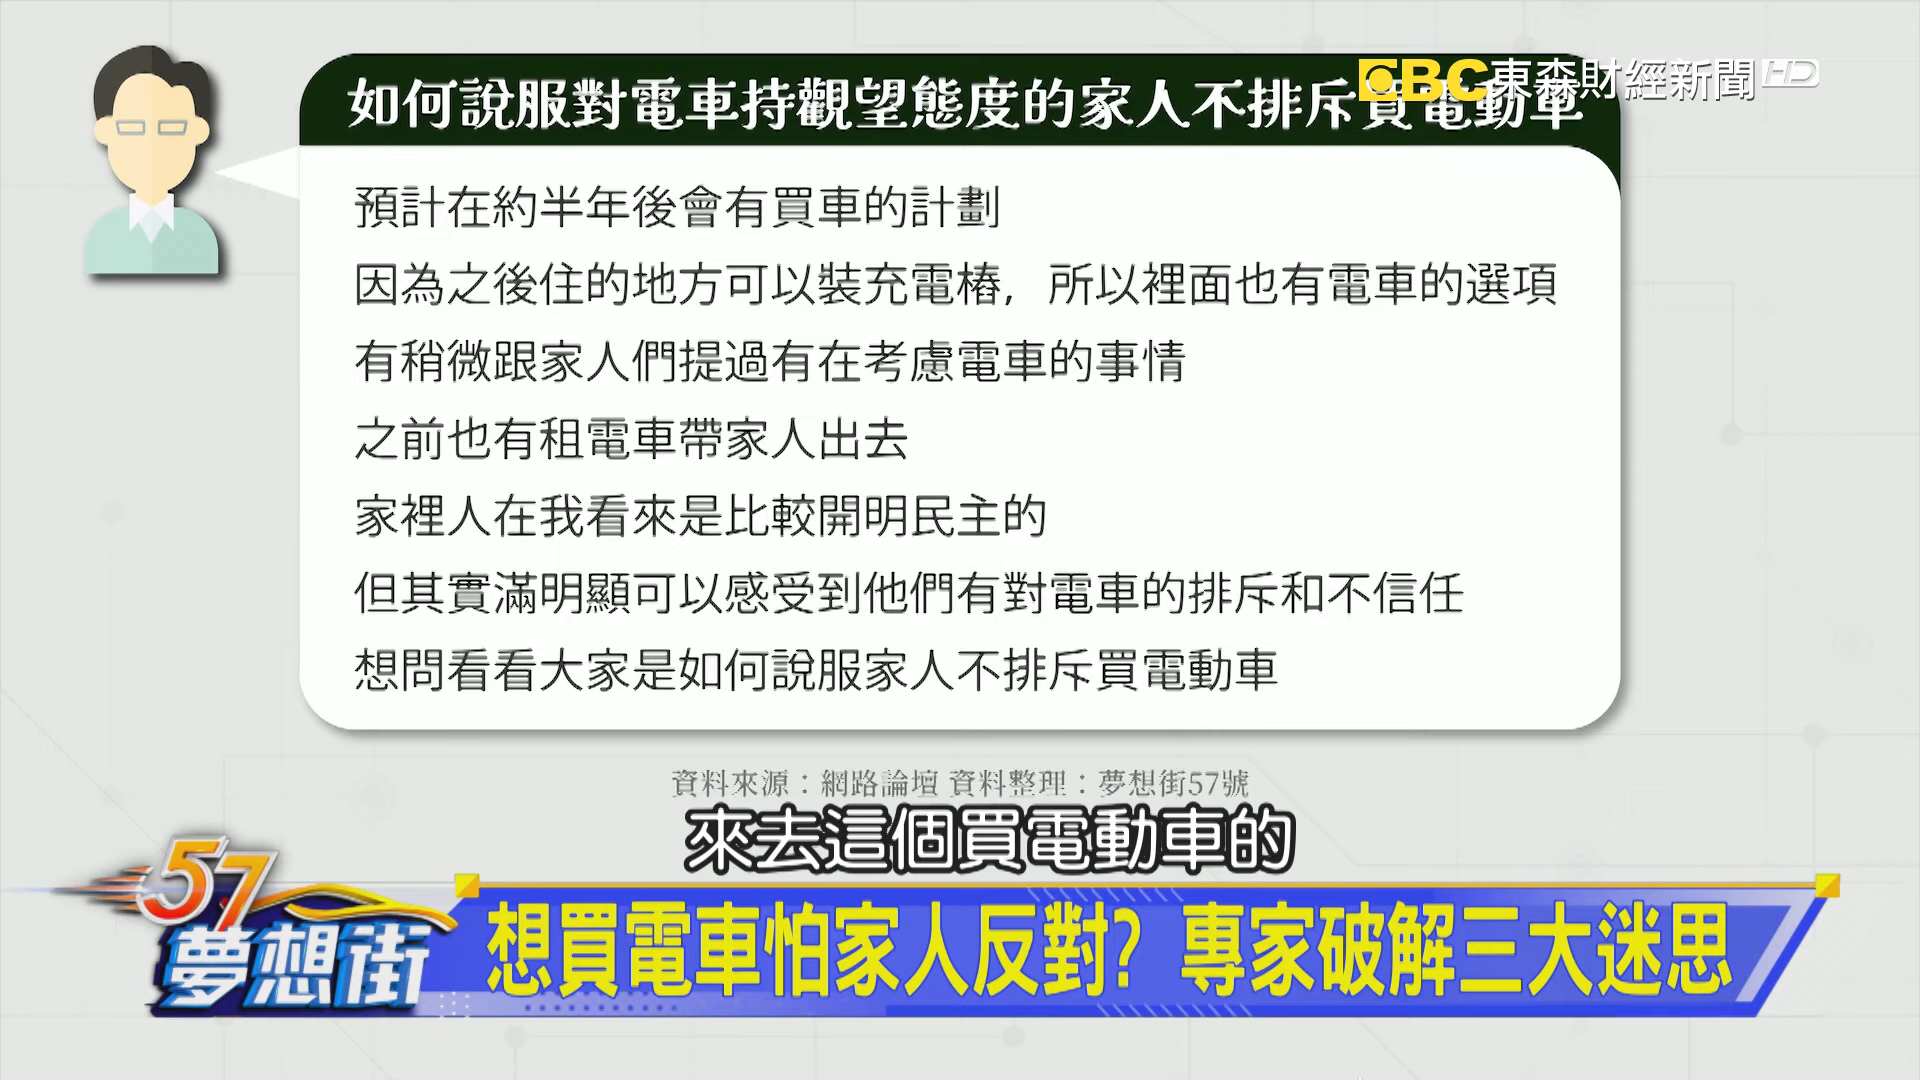 EBC東森財經新聞HD
如何說服對電車持觀望態度的家人不排斥買電動車
預計在約半年後會有買車的計劃
因為之後住的地方可以裝充電樁，所以裡面也有電車的選項
有稍微跟家人們提過有在考慮電車的事情
之前也有租電車帶家人出去
家裡人在我看來是比較開明民主的
但其實滿明顯可以感受到他們有對電車的排斥和不信任
想問看看大家是如何說服家人不排斥買電動車
資料來源：網路論壇 資料整理：夢想街57號
來去這個買電動車的
57
夢想街
想買電車怕家人反對？專家破解三大迷思